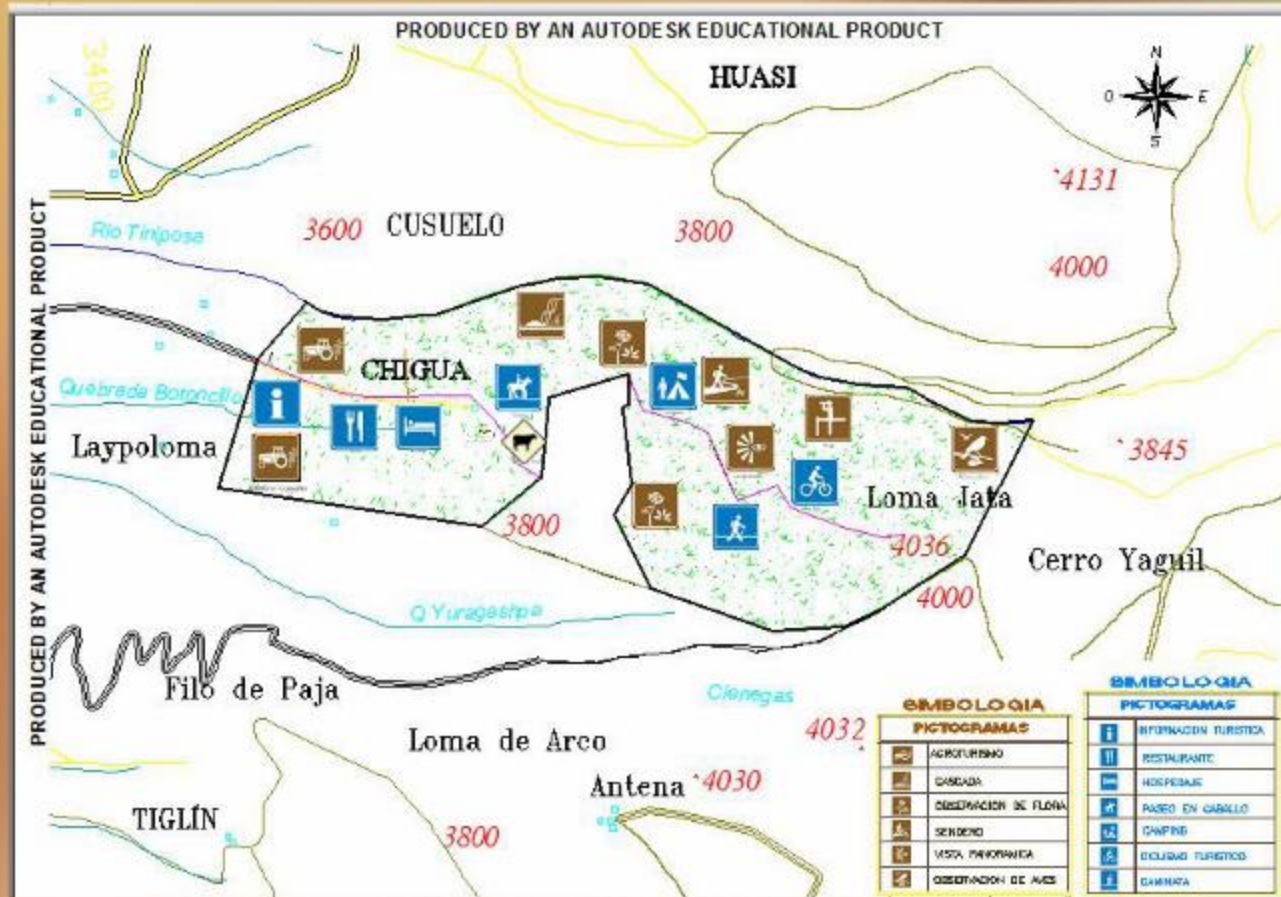 PRODUCED BY AN AUTODESK EDUCATIONAL PRODUCT
PRODUCED BY AN AUTODESK EDUCATIONAL PRODUCT
3400
HUASI
N
O E
S
4131
Rio Tiriposa
3600 CUSUELO
3800
4000
CHIGUA
Quebrada Boroncillo
Laypoloma
3845
Loma Jata
3800
4036
Cerro Yaguil
4000
Q Yuragashpa
Filo de Paja
Cienegas
4032
Loma de Arco
Antena 4030
TIGLÍN
3800
SIMBOLOGIA
PICTOGRAMAS
AGROTURISMO
CASCADA
OBSERVACION DE FLORA
SENDERO
VISTA PANORAMICA
OBSERVACION DE AVES
SIMBOLOGIA
PICTOGRAMAS
INFORMACION TURISTICA
RESTAURANTE
HOSPEDAJE
PASEO EN CABALLO
CAMPING
CICLISMO TURISTICO
CAMINATA